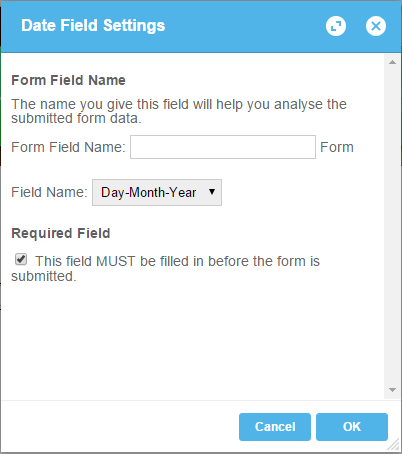 Date Field Settings
Form Field Name
The name you give this field will help you analyse the
submitted form data.
Form Field Name: Form
Field Name: Day-Month-Year
Required Field
This field MUST be filled in before the form is
submitted.
Cancel OK